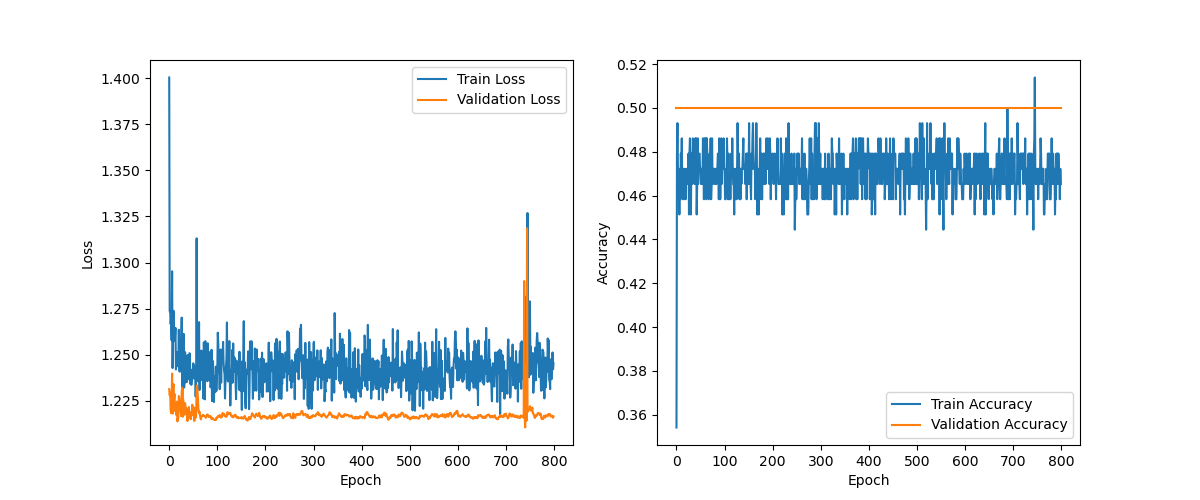 1.400
1.375
1.350
1.325
1.300
1.275
1.250
1.225
Loss
0 100 200 300 400 500 600 700 800
Epoch
Train Loss
Validation Loss
0.52
0.50
0.48
0.46
0.44
0.42
0.40
0.38
0.36
Accuracy
0 100 200 300 400 500 600 700 800
Epoch
Train Accuracy
Validation Accuracy